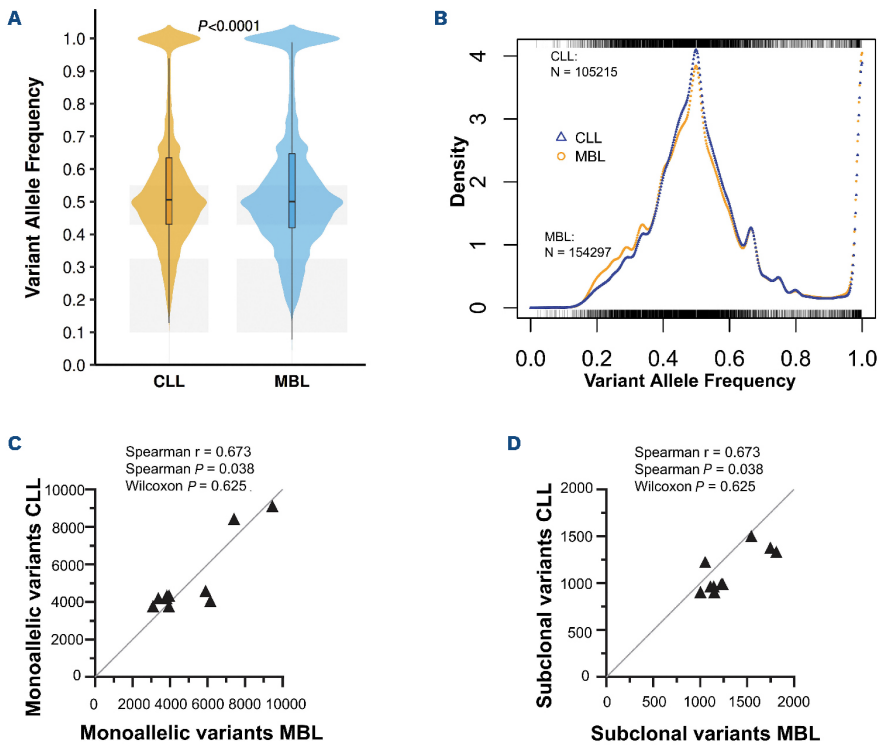 A
P<0.0001
Variant Allele Frequency
1.0
0.9
0.8
0.7
0.6
0.5
0.4
0.3
0.2
0.1
0.0
CLL MBL
B
CLL:
N = 105215
CLL
MBL
MBL:
N = 154297
Density
4
3
2
1
0
0.0 0.2 0.4 0.6 0.8 1.0
Variant Allele Frequency
C
Spearman r = 0.673
Spearman P = 0.038
Wilcoxon P = 0.625
Monoallelic variants CLL
10000
8000
6000
4000
2000
0
0 2000 4000 6000 8000 10000
Monoallelic variants MBL
D
Spearman r = 0.673
Spearman P = 0.038
Wilcoxon P = 0.625
Subclonal variants CLL
2000
1500
1000
500
0
0 500 1000 1500 2000
Subclonal variants MBL